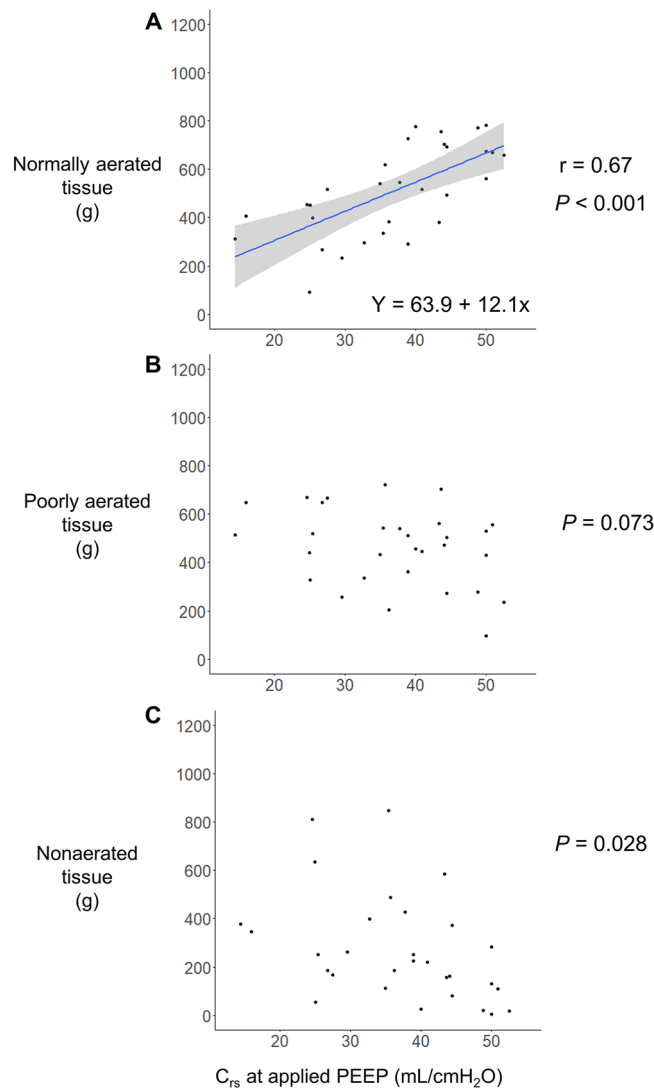 A
1200
1000
800
600
400
200
0
Normally aerated
tissue
(g)
r = 0.67
P < 0.001
Y = 63.9 + 12.1x
20 30 40 50
B
1200
1000
800
600
400
200
0
Poorly aerated
tissue
(g)
P = 0.073
20 30 40 50
C
1200
1000
800
600
400
200
0
Nonaerated
tissue
(g)
P = 0.028
20 30 40 50
Crs at applied PEEP (mL/cmH2O)